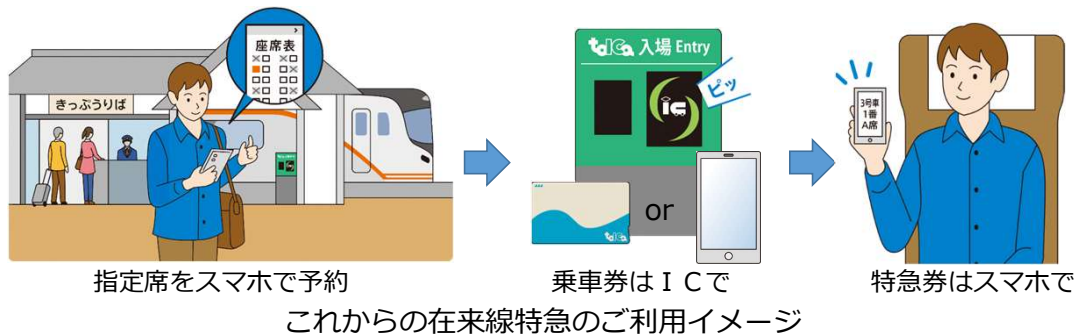 座席表
きっぷうりば
toica 入場 Entry
ピッ
ic
or
toica
3号車
1番
A席
指定席をスマホで予約
乗車券はＩＣで
特急券はスマホで
これからの在来線特急のご利用イメージ